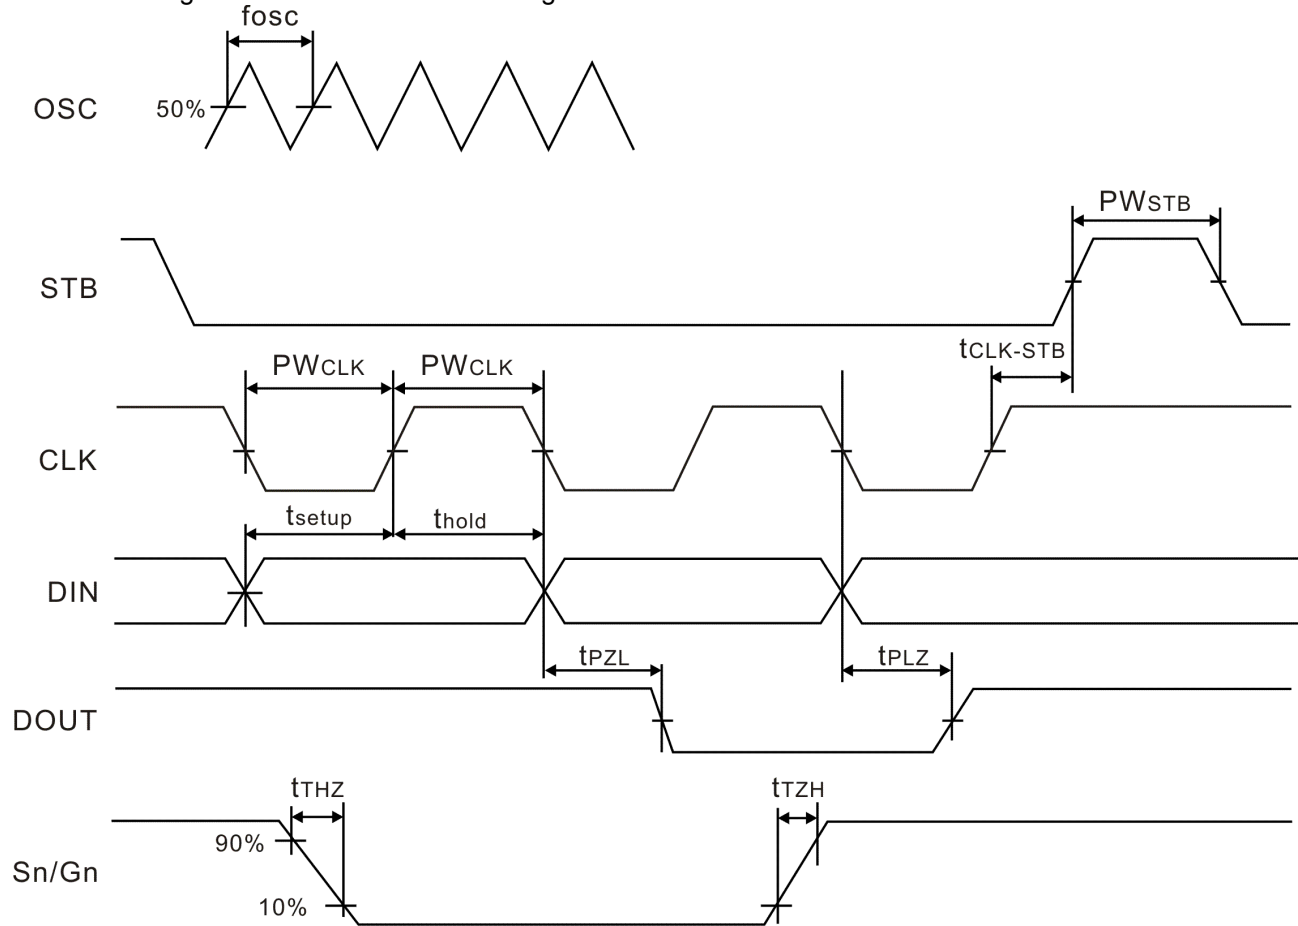 fosc
OSC
50%
PWSTB
STB
tCLK-STB
PWCLK PWCLK
CLK
tsetup thold
DIN
tPZL tPLZ
DOUT
tTHZ tTZH
90%
Sn/Gn
10%